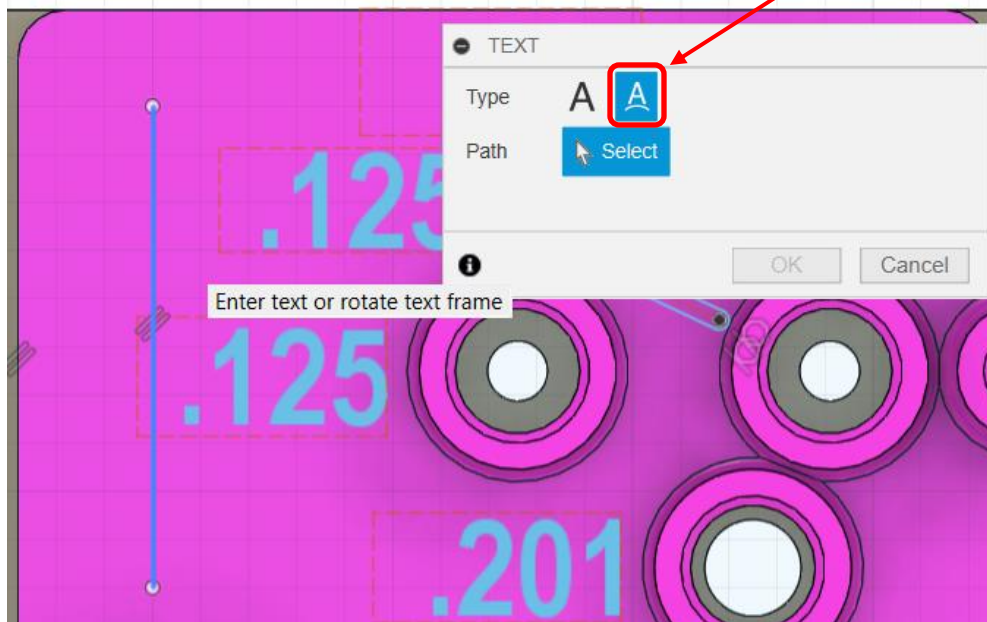 TEXT
Type A A
Path Select
.125
OK Cancel
Enter text or rotate text frame
.125
.201